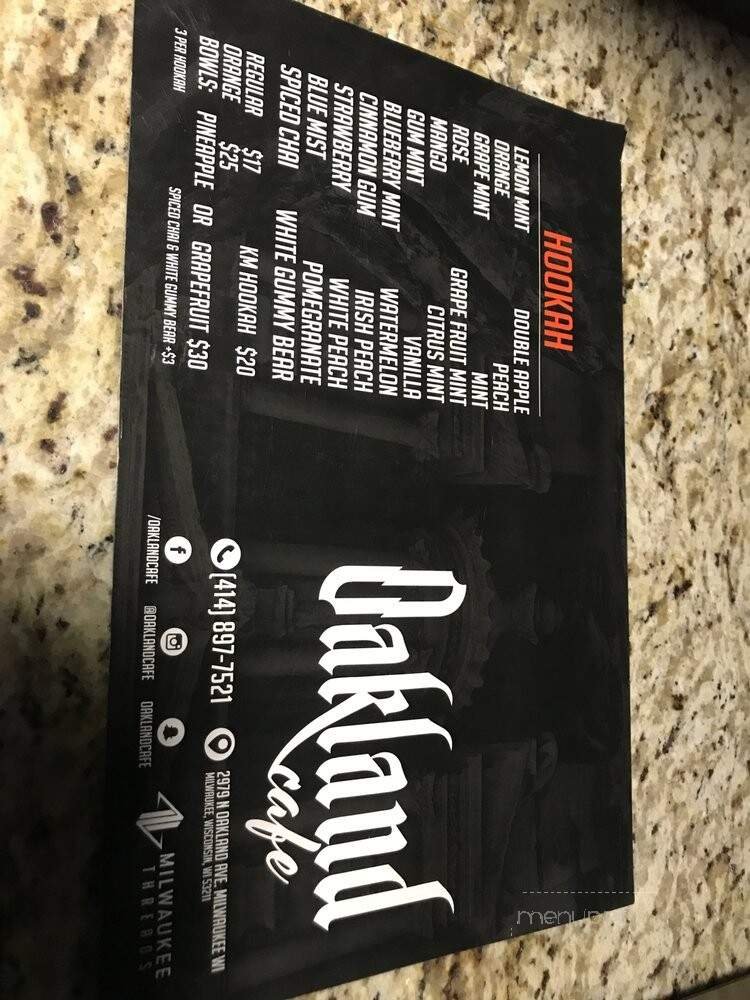 HOOKAH
LEMON MINT
ORANGE
GRAPE MINT
ROSE
MANGO
GUM MINT
BLUEBERRY MINT
CINNAMON GUM
STRAWBERRY
BLUE MIST
SPICED CHAI
DOUBLE APPLE
PEACH
MINT
GRAPE FRUIT MINT
CITRUS MINT
VANILLA
WATERMELON
IRISH PEACH
WHITE PEACH
POMEGRANATE
WHITE GUMMY BEAR
REGULAR $17 KM HOOKAH $20
ORANGE $25
BOWLS: PINEAPPLE OR GRAPEFRUIT $30
3 PER HOOKAH SPICED CHAI & WHITE GUMMY BEAR +$3
Oakland
cafe
(414) 897-7521
2979 N OAKLAND AVE. MILWAUKEE WI
MILWAUKEE, WISCONSIN, WI 53211
/OAKLANDCAFE @OAKLANDCAFE OAKLANDCAFE
MILWAUKEE
THREADS